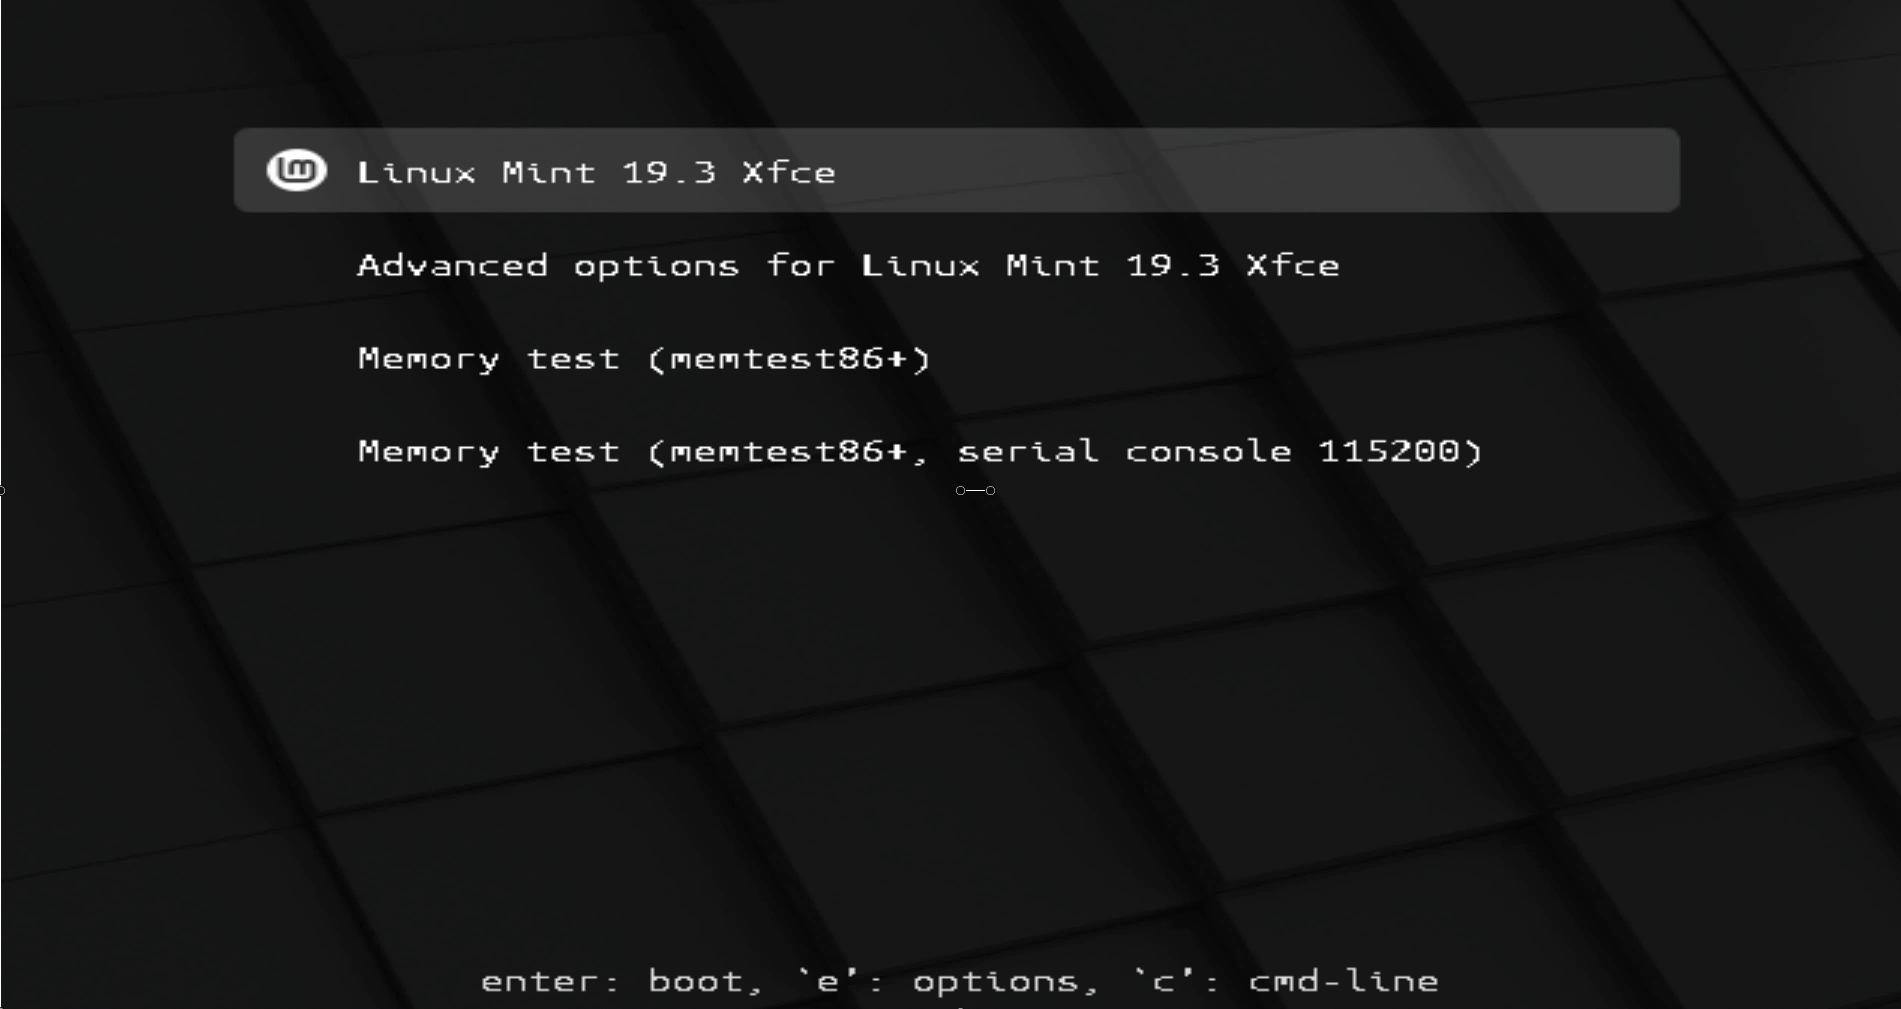 Linux Mint 19.3 Xfce
Advanced options for Linux Mint 19.3 Xfce
Memory test (memtest86+)
Memory test (memtest86+, serial console 115200)
enter: boot, `e': options, `c': cmd-line